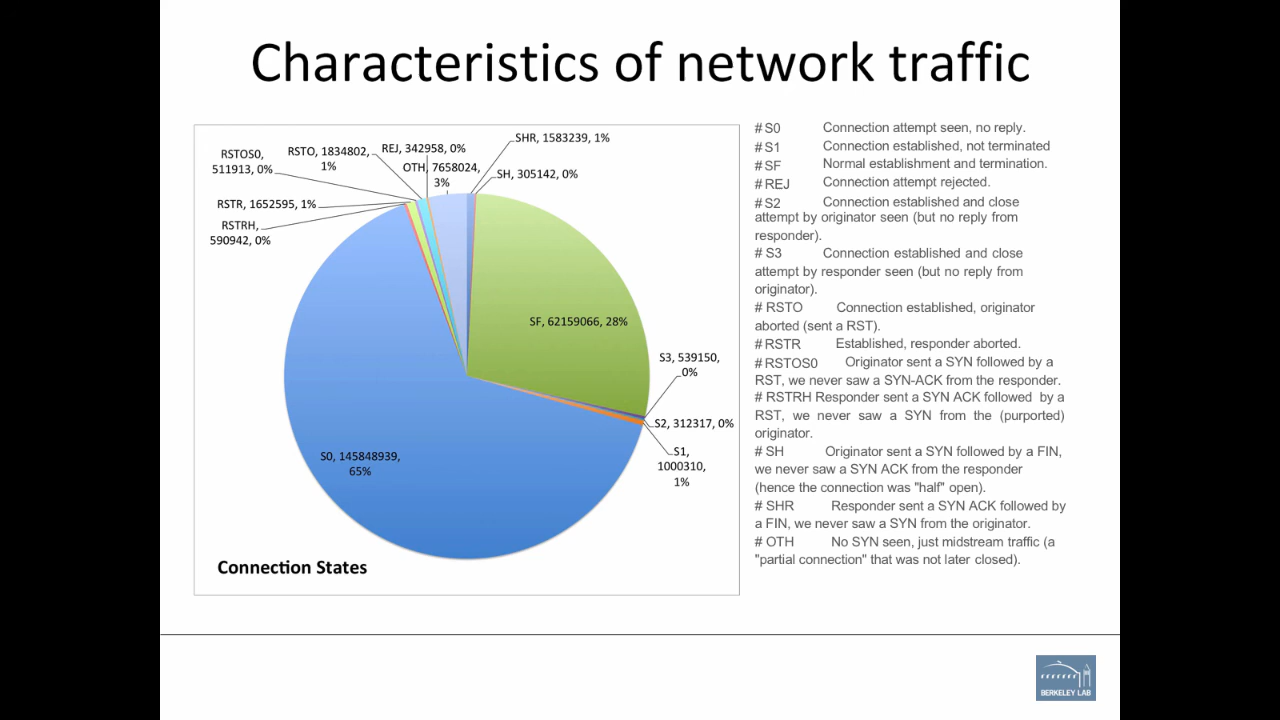 Characteristics of network traffic
SHR, 1583239, 1%
REJ, 342958, 0%
RSTO, 1834802,
1%
RSTOS0,
511913, 0%
OTH, 7658024,
3%
SH, 305142, 0%
RSTR, 1652595, 1%
RSTRH,
590942, 0%
SF, 62159066, 28%
S3, 539150,
0%
S2, 312317, 0%
S1,
1000310,
1%
S0, 145848939,
65%
Connection States
# S0 Connection attempt seen, no reply.
# S1 Connection established, not terminated
# SF Normal establishment and termination.
# REJ Connection attempt rejected.
# S2 Connection established and close
attempt by originator seen (but no reply from
responder).
# S3 Connection established and close
attempt by responder seen (but no reply from
originator).
# RSTO Connection established, originator
aborted (sent a RST).
# RSTR Established, responder aborted.
# RSTOS0 Originator sent a SYN followed by a
RST, we never saw a SYN-ACK from the responder.
# RSTRH Responder sent a SYN ACK followed by a
RST, we never saw a SYN from the (purported)
originator.
# SH Originator sent a SYN followed by a FIN,
we never saw a SYN ACK from the responder
(hence the connection was "half" open).
# SHR Responder sent a SYN ACK followed by
a FIN, we never saw a SYN from the originator.
# OTH No SYN seen, just midstream traffic (a
"partial connection" that was not later closed).
BERKELEY LAB